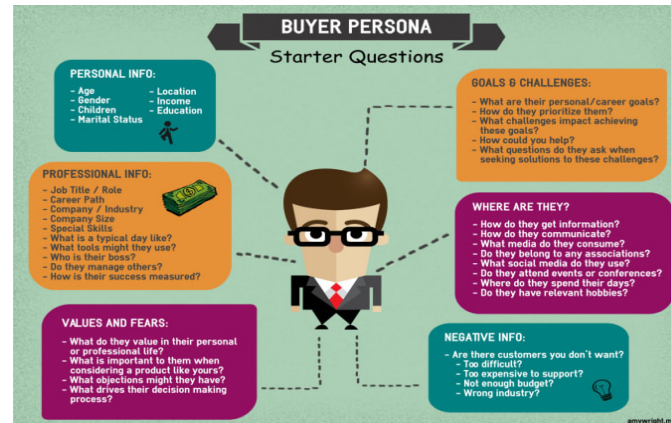 BUYER PERSONA
Starter Questions
PERSONAL INFO:
- Age
- Gender
- Children
- Marital Status
- Location
- Income
- Education
PROFESSIONAL INFO:
- Job Title / Role
- Career Path
- Company / Industry
- Company Size
- Special Skills
- What is a typical day like?
- What tools might they use?
- Who is their boss?
- Do they manage others?
- How is their success measured?
VALUES AND FEARS:
- What do they value in their personal
or professional life?
- What is important to them when
considering a product like yours?
- What objections might they have?
- What drives their decision making
process?
GOALS & CHALLENGES:
- What are their personal/career goals?
- How do they prioritize them?
- What challenges impact achieving
these goals?
- How could you help?
- What questions do they ask when
seeking solutions to these challenges?
WHERE ARE THEY?
- How do they get information?
- How do they communicate?
- What media do they consume?
- Do they belong to any associations?
- What social media do they use?
- Do they attend events or conferences?
- Where do they spend their days?
- Do they have relevant hobbies?
NEGATIVE INFO:
- Are there customers you don't want?
- Too difficult?
- Too expensive to support?
- Not enough budget?
- Wrong industry?
amywright.m